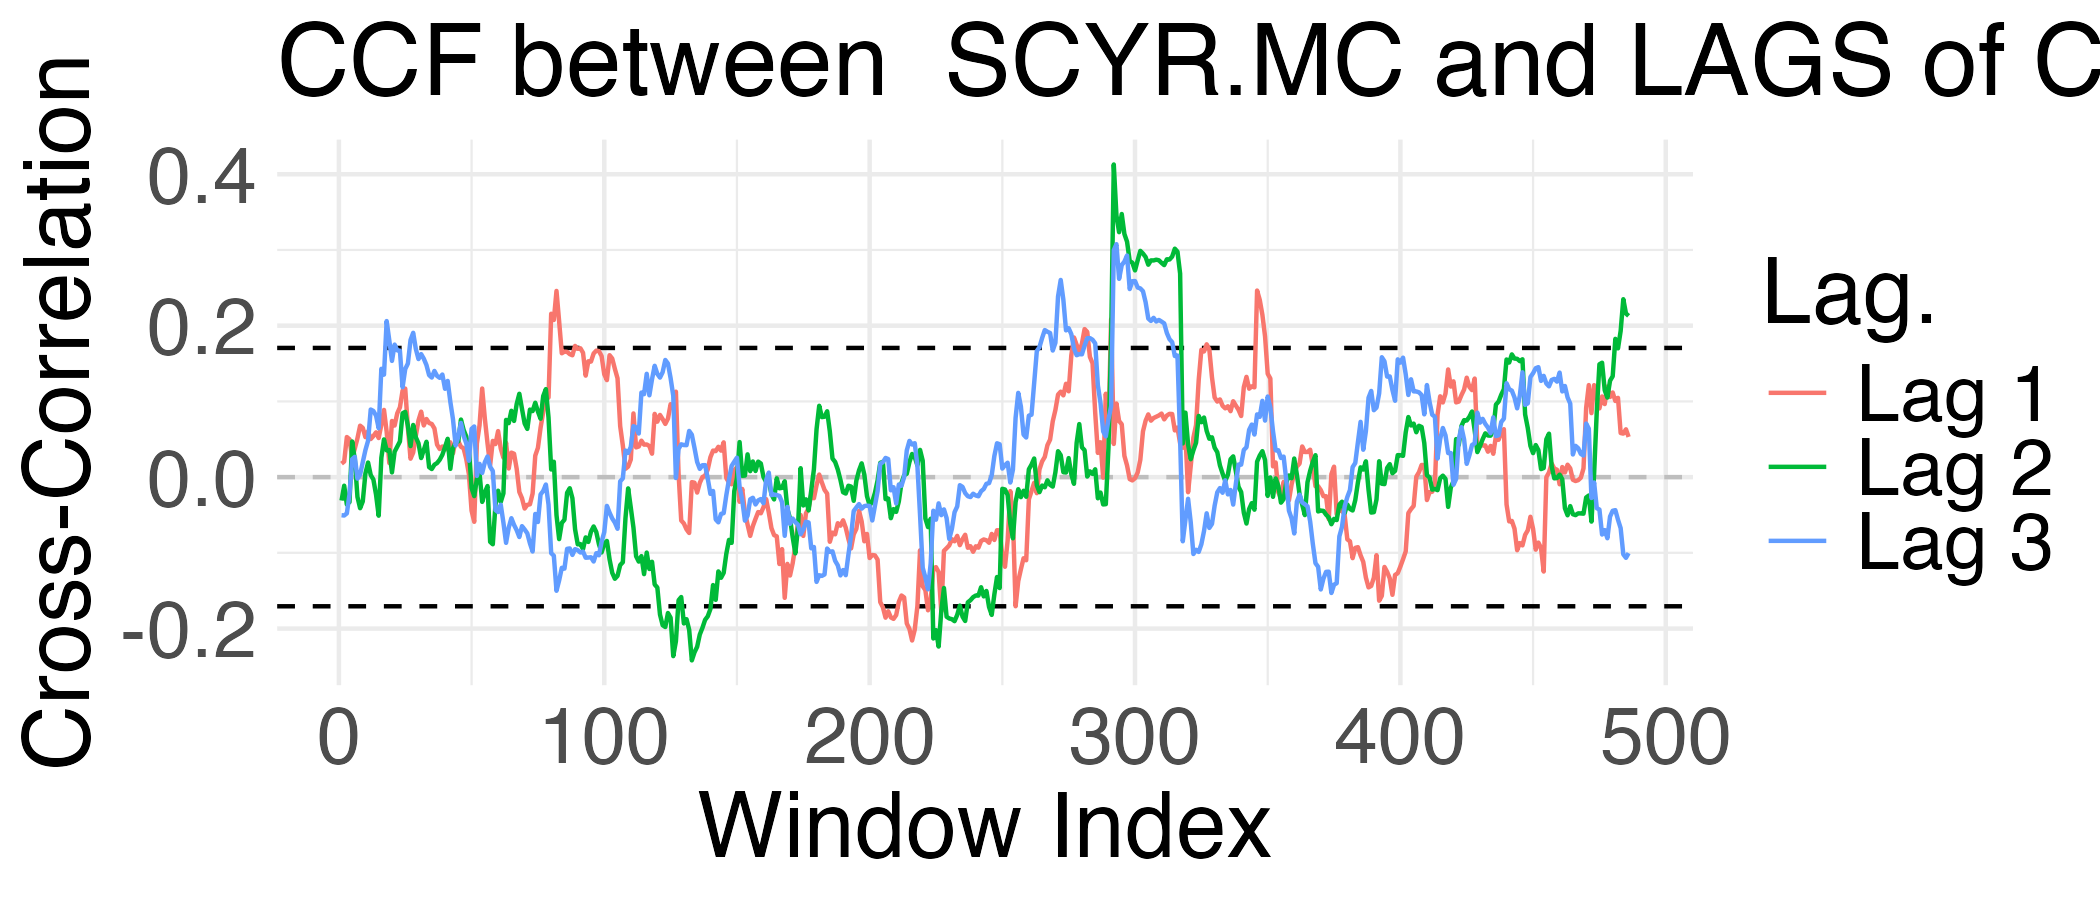 CCF between SCYR.MC and LAGS of C
Cross-Correlation
0.4
0.2
0.0
-0.2
0 100 200 300 400 500
Window Index
Lag.
Lag 1
Lag 2
Lag 3